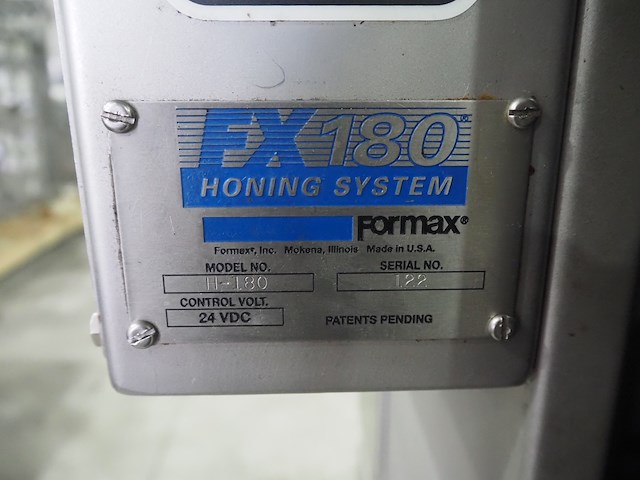 FX180®
HONING SYSTEM
Formax®
Formax®, Inc. Mokena, Illinois Made in U.S.A.
MODEL NO. SERIAL NO.
H-180 122
CONTROL VOLT.
24 VDC PATENTS PENDING